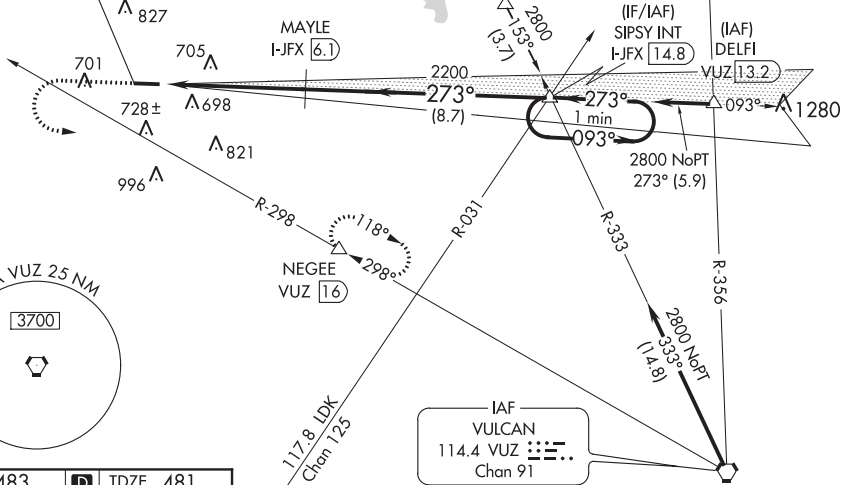 827
2800
153°
(3.7)
(IF/IAF)
SIPSY INT
I-JFX 14.8
(IAF)
DELFI
VUZ 13.2
MAYLE
I-JFX 6.1
701
705
2200
273°
(8.7)
273°
1 min
093°
093°
1280
698
728±
821
996
2800 NoPT
273° (5.9)
R-298
R-031
R-333
R-356
118°
298°
NEGEE
VUZ 16
VUZ 25 NM
3700
2800 NoPT
333°
(14.8)
117.8 LDK
Chan 125
IAF
VULCAN
114.4 VUZ
Chan 91
D
TDZE 481